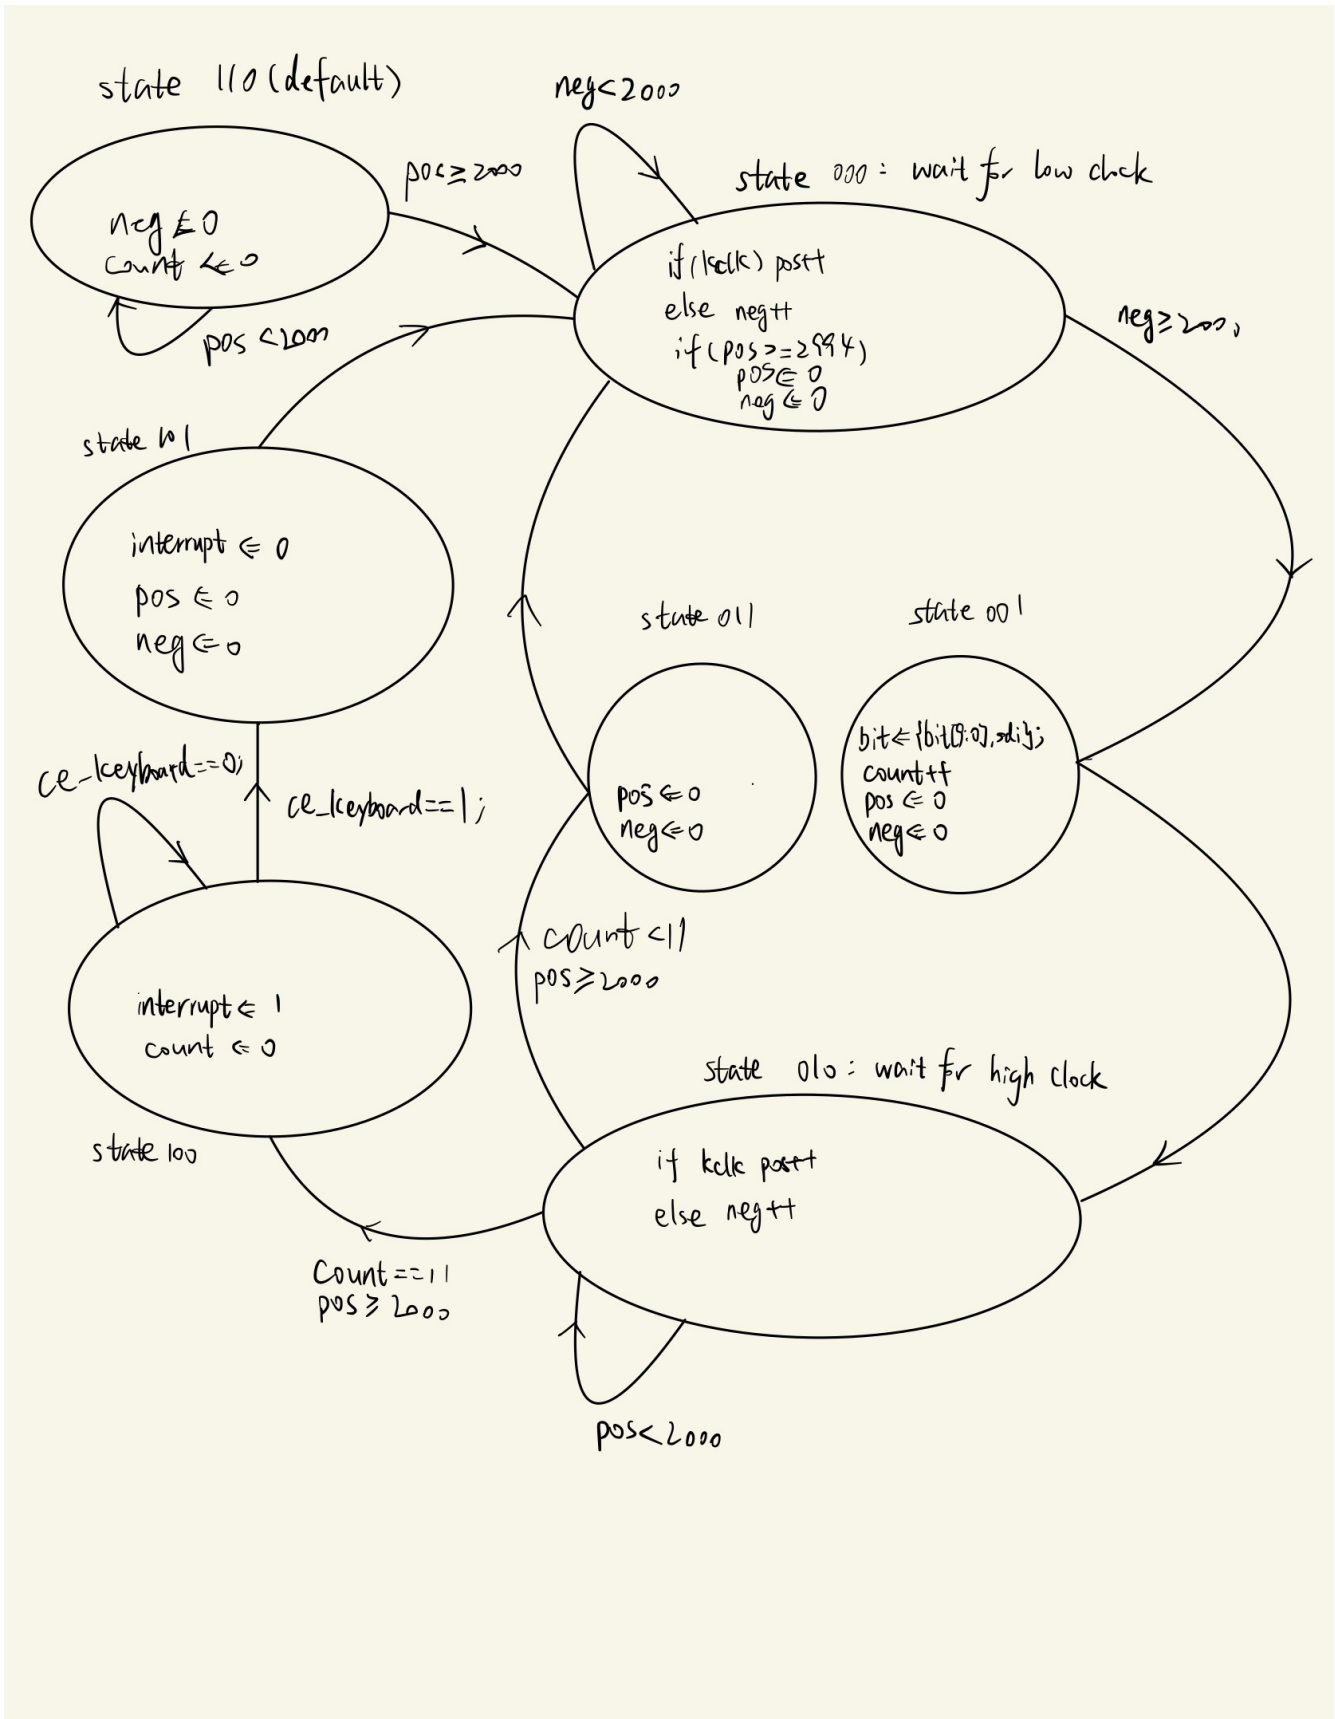 state 110 (default)
neg ⇐ 0
count ⇐ 0
pos < 2000
pos ≥ 2000
neg < 2000
state 000 : wait for low clock
if (kclk) pos++
else neg++
if (pos >= 2994)
pos ⇐ 0
neg ⇐ 0
neg ≥ 2000
state 101
interrupt ⇐ 0
pos ⇐ 0
neg ⇐ 0
state 011
pos ⇐ 0
neg ⇐ 0
state 001
bit ⇐ {bit[9:0], sdi};
count++
pos ⇐ 0
neg ⇐ 0
ce_keyboard==0;
ce_keyboard==1;
interrupt ⇐ 1
count ⇐ 0
state 100
count < 11
pos ≥ 2000
state 010 : wait for high clock
if kclk pos++
else neg++
Count == 11
pos ≥ 2000
pos < 2000